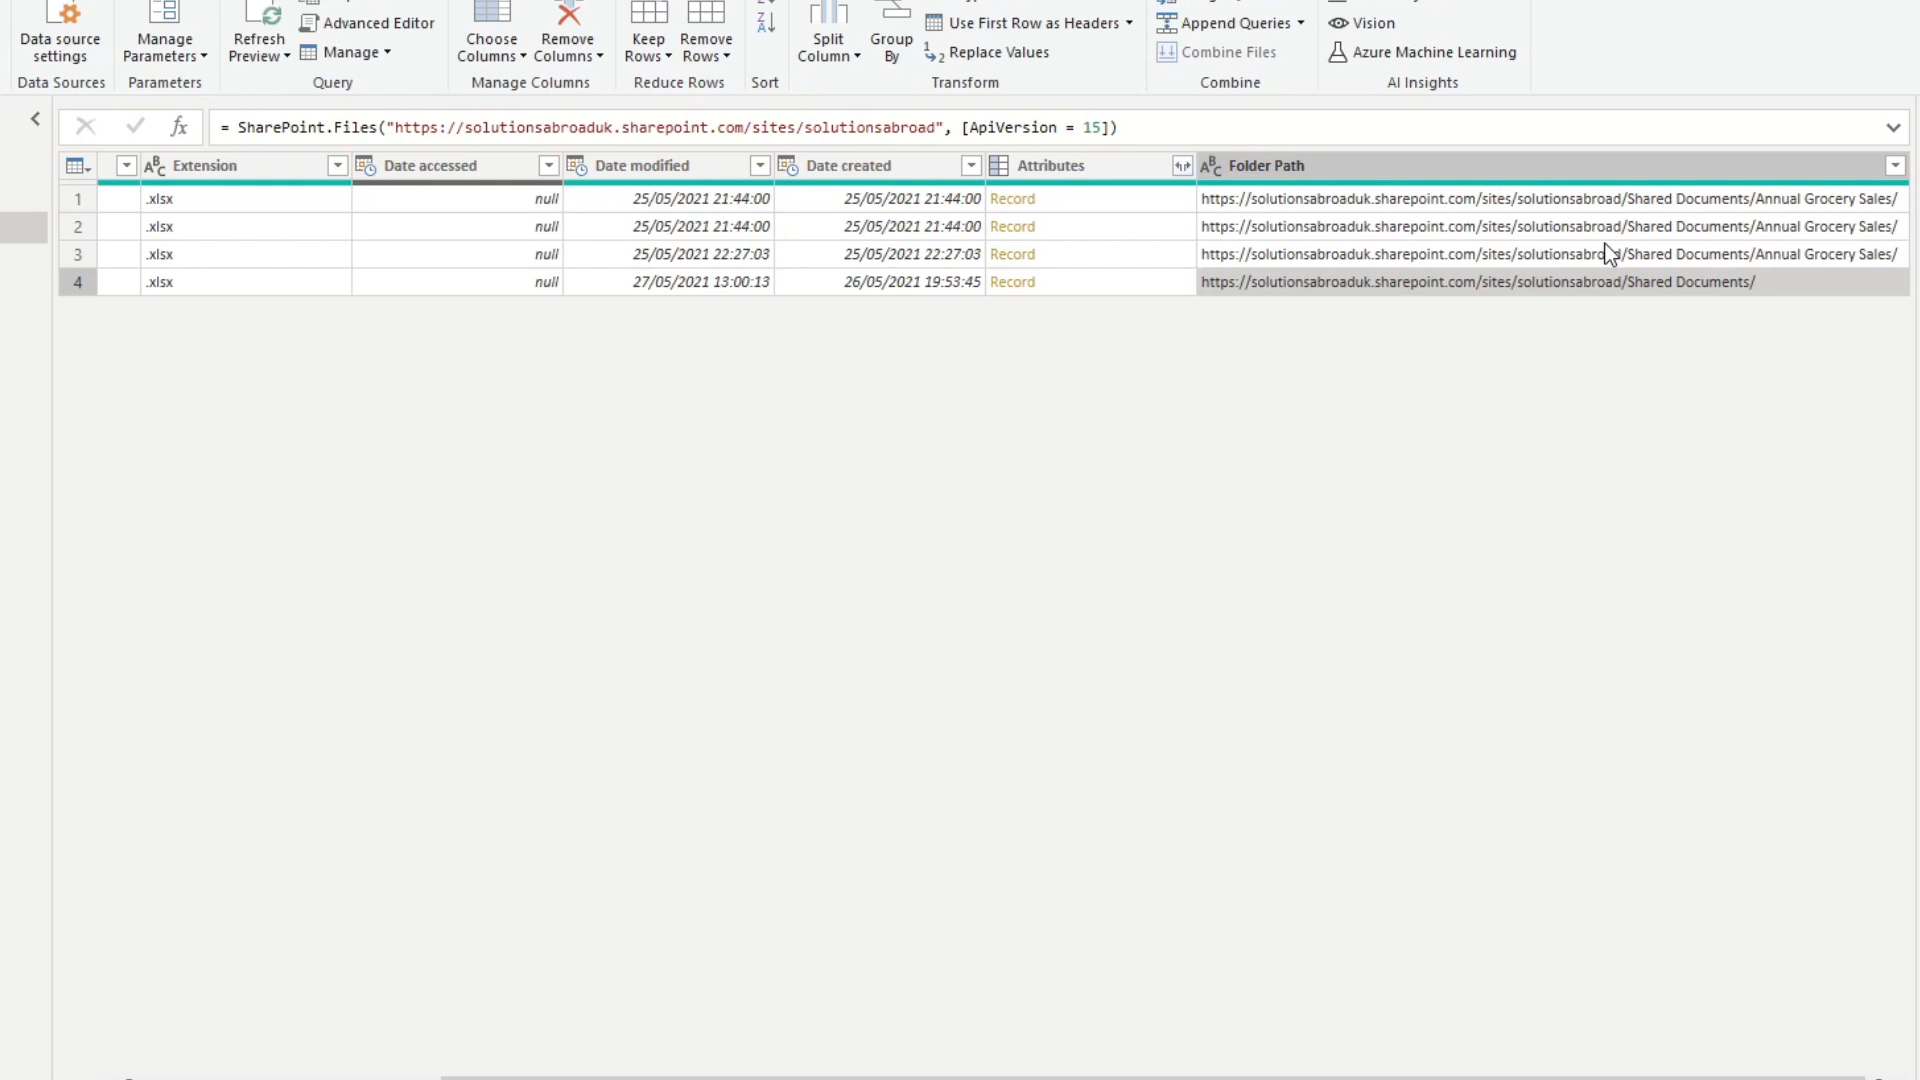 Data source settings
Manage Parameters
Refresh Preview
Advanced Editor
Manage
Choose Columns
Remove Columns
Keep Rows
Remove Rows
Split Column
Group By
Use First Row as Headers
Replace Values
Append Queries
Combine Files
Vision
Azure Machine Learning
Data Sources
Parameters
Query
Manage Columns
Reduce Rows
Sort
Transform
Combine
AI Insights
fx = SharePoint.Files("https://solutionsabroaduk.sharepoint.com/sites/solutionsabroad", [ApiVersion = 15])
Extension Date accessed Date modified Date created Attributes Folder Path
1 .xlsx null 25/05/2021 21:44:00 25/05/2021 21:44:00 Record https://solutionsabroaduk.sharepoint.com/sites/solutionsabroad/Shared Documents/Annual Grocery Sales/
2 .xlsx null 25/05/2021 21:44:00 25/05/2021 21:44:00 Record https://solutionsabroaduk.sharepoint.com/sites/solutionsabroad/Shared Documents/Annual Grocery Sales/
3 .xlsx null 25/05/2021 22:27:03 25/05/2021 22:27:03 Record https://solutionsabroaduk.sharepoint.com/sites/solutionsabroad/Shared Documents/Annual Grocery Sales/
4 .xlsx null 27/05/2021 13:00:13 26/05/2021 19:53:45 Record https://solutionsabroaduk.sharepoint.com/sites/solutionsabroad/Shared Documents/